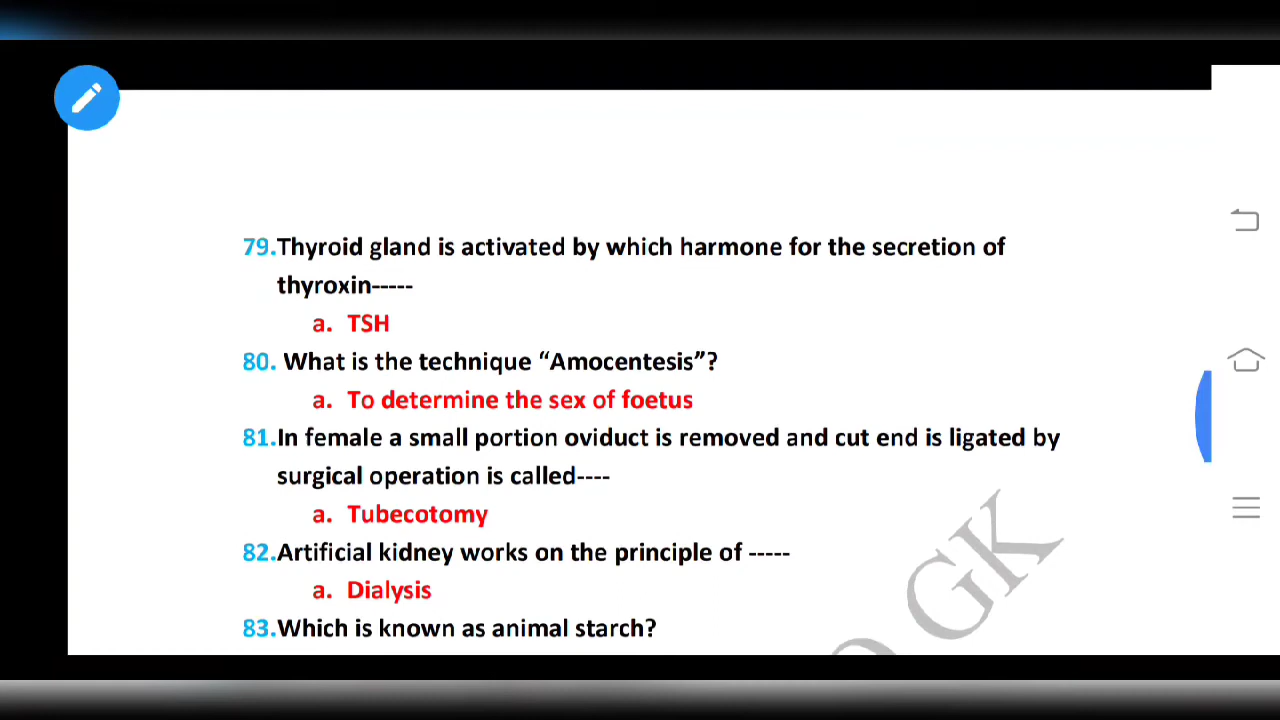 79.Thyroid gland is activated by which harmone for the secretion of
thyroxin-----
a. TSH
80. What is the technique “Amocentesis”?
a. To determine the sex of foetus
81.In female a small portion oviduct is removed and cut end is ligated by
surgical operation is called----
a. Tubecotomy
82.Artificial kidney works on the principle of -----
a. Dialysis
83.Which is known as animal starch?
GK